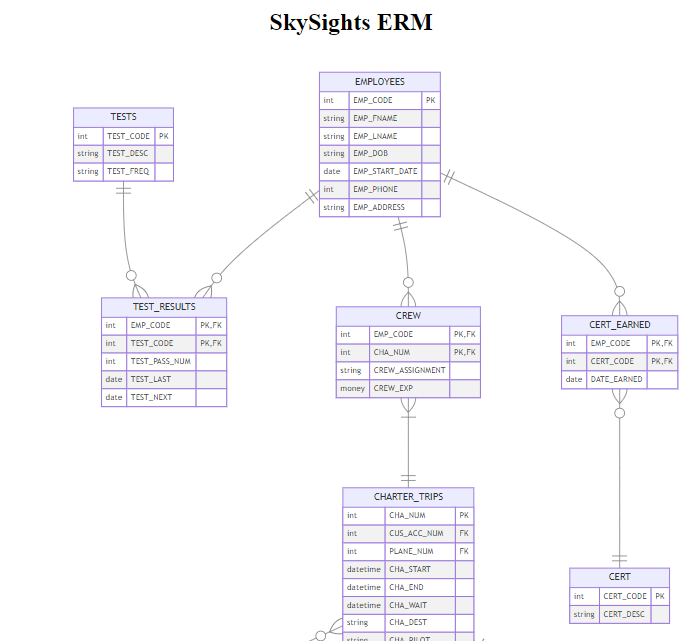 SkySights ERM
EMPLOYEES
int EMP_CODE PK
string EMP_FNAME
string EMP_LNAME
string EMP_DOB
date EMP_START_DATE
int EMP_PHONE
string EMP_ADDRESS
TESTS
int TEST_CODE PK
string TEST_DESC
string TEST_FREQ
TEST_RESULTS
int EMP_CODE PK,FK
int TEST_CODE PK,FK
int TEST_PASS_NUM
date TEST_LAST
date TEST_NEXT
CREW
int EMP_CODE PK,FK
int CHA_NUM PK,FK
string CREW_ASSIGNMENT
money CREW_EXP
CERT_EARNED
int EMP_CODE PK,FK
int CERT_CODE PK,FK
date DATE_EARNED
CHARTER_TRIPS
int CHA_NUM PK
int CUS_ACC_NUM FK
int PLANE_NUM FK
datetime CHA_START
datetime CHA_END
datetime CHA_WAIT
string CHA_DEST
string CHA_PILOT
CERT
int CERT_CODE PK
string CERT_DESC